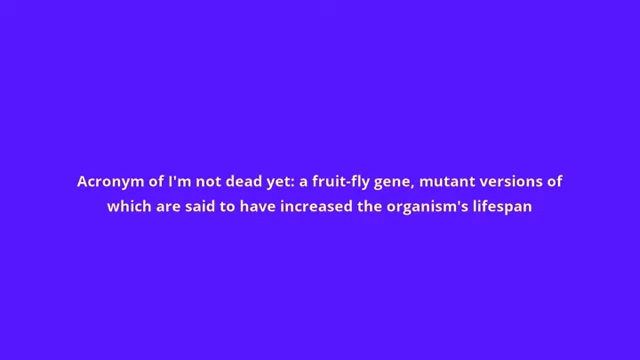 Acronym of I'm not dead yet: a fruit-fly gene, mutant versions of
which are said to have increased the organism's lifespan